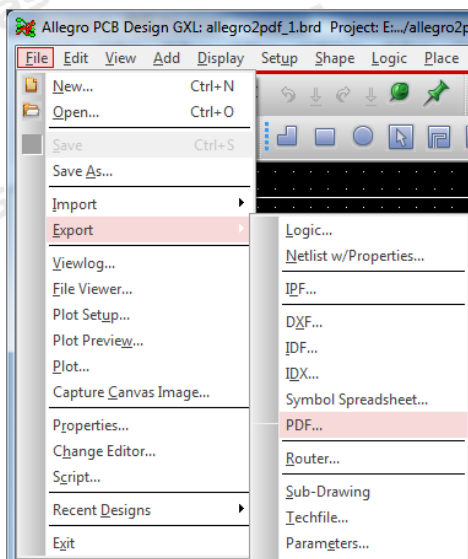 Allegro PCB Design GXL: allegro2pdf_1.brd Project: E:.../allegro2p
File Edit View Add Display Setup Shape Logic Place
New... Ctrl+N
Open... Ctrl+O
Save Ctrl+S
Save As...
Import
Export
Viewlog...
File Viewer...
Plot Setup...
Plot Preview...
Plot...
Capture Canvas Image...
Properties...
Change Editor...
Script...
Recent Designs
Exit
Logic...
Netlist w/Properties...
IPF...
DXF...
IDF...
IDX...
Symbol Spreadsheet...
PDF...
Router...
Sub-Drawing
Techfile...
Parameters...